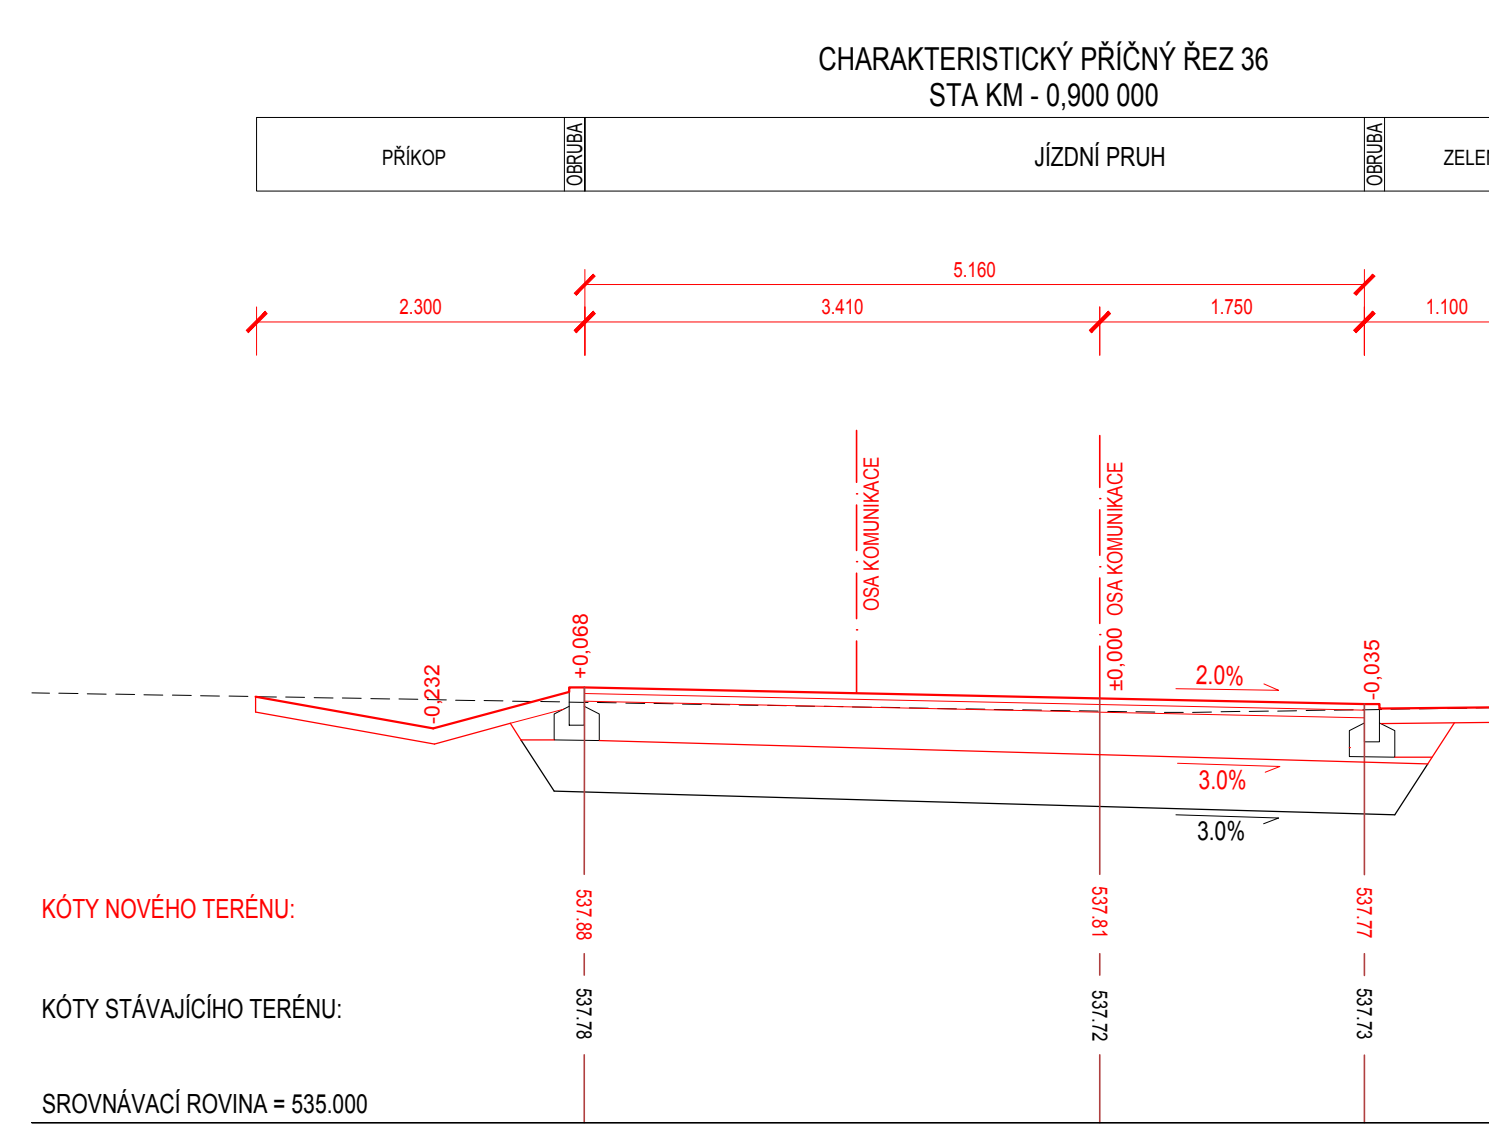 CHARAKTERISTICKÝ PŘÍČNÝ ŘEZ 36
STA KM - 0,900 000
PŘÍKOP
OBRUBA
JÍZDNÍ PRUH
OBRUBA
ZELEN
5.160
2.300
3.410
1.750
1.100
OSA KOMUNIKACE
±0,000 OSA KOMUNIKACE
+0,068
-0,232
-0,035
2.0%
3.0%
3.0%
KÓTY NOVÉHO TERÉNU:
537.88
537.81
537.77
KÓTY STÁVAJÍCÍHO TERÉNU:
537.78
537.72
537.73
SROVNÁVACÍ ROVINA = 535.000